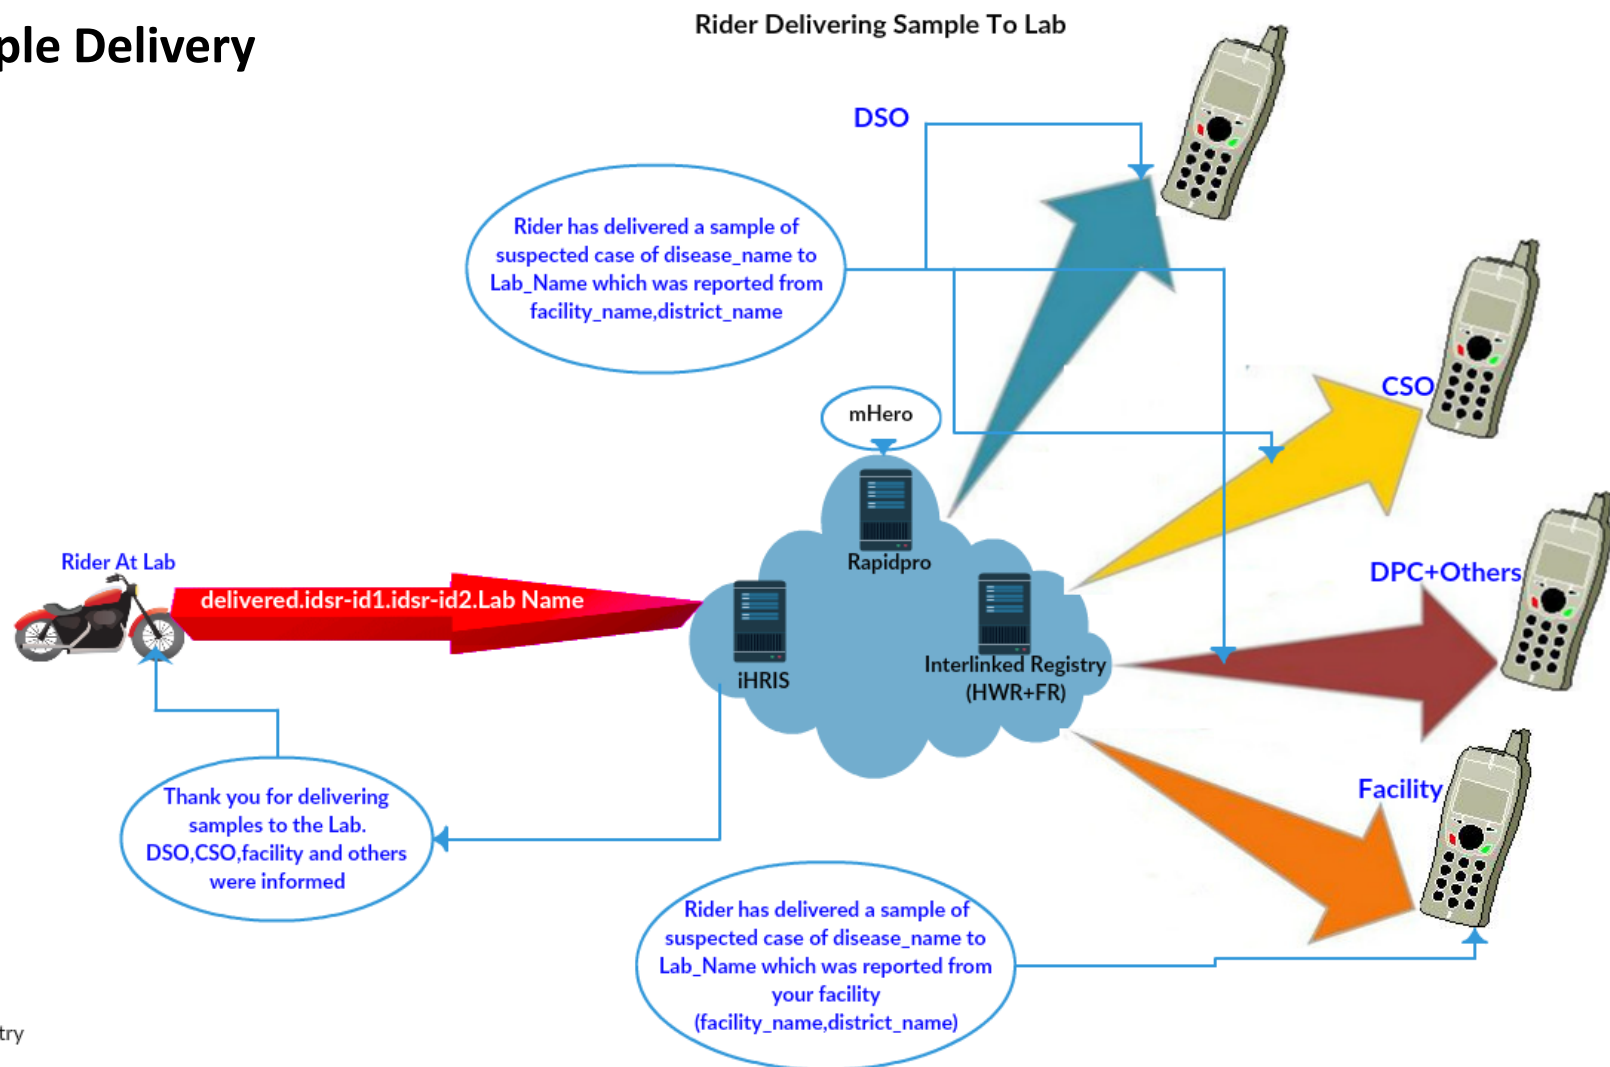 ple Delivery
Rider Delivering Sample To Lab
DSO
Rider has delivered a sample of
suspected case of disease_name to
Lab_Name which was reported from
facility_name,district_name
CSO
mHero
Rapidpro
Rider At Lab
delivered.idsr-id1.idsr-id2.Lab Name
DPC+Others
iHRIS
Interlinked Registry
(HWR+FR)
Facility
Thank you for delivering
samples to the Lab.
DSO,CSO,facility and others
were informed
Rider has delivered a sample of
suspected case of disease_name to
Lab_Name which was reported from
your facility
(facility_name,district_name)
try